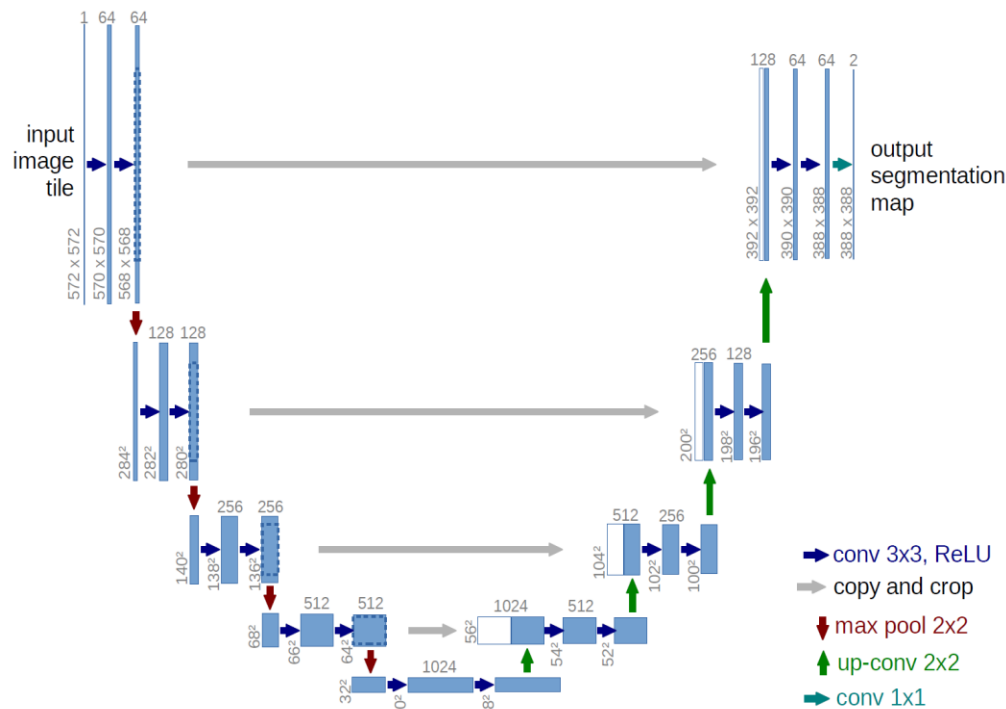 1 64 64
input
image
tile
572 x 572
570 x 570
568 x 568
128 64 64 2
output
segmentation
map
392 x 392
390 x 390
388 x 388
388 x 388
128 128
284²
282²
280²
256 128
200²
198²
196²
256 256
140²
138²
136²
512 256
104²
102²
100²
512 512
68²
66²
64²
1024 512
56²
54²
52²
1024
32²
0²
8²
conv 3x3, ReLU
copy and crop
max pool 2x2
up-conv 2x2
conv 1x1